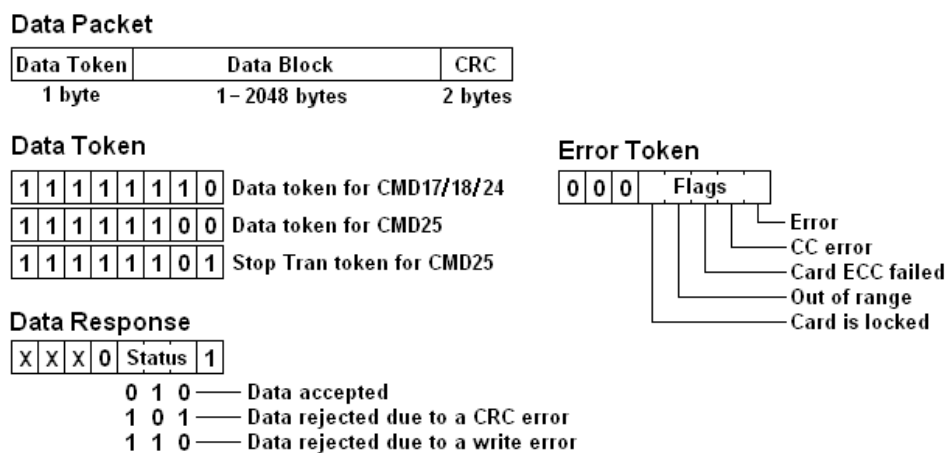 Data Packet
Data Token Data Block CRC
1 byte 1-2048 bytes 2 bytes
Data Token
1 1 1 1 1 1 1 0 Data token for CMD17/18/24
1 1 1 1 1 1 0 0 Data token for CMD25
1 1 1 1 1 1 0 1 Stop Tran token for CMD25
Error Token
0 0 0 Flags
Error
CC error
Card ECC failed
Out of range
Card is locked
Data Response
X X X 0 Status 1
0 1 0 Data accepted
1 0 1 Data rejected due to a CRC error
1 1 0 Data rejected due to a write error